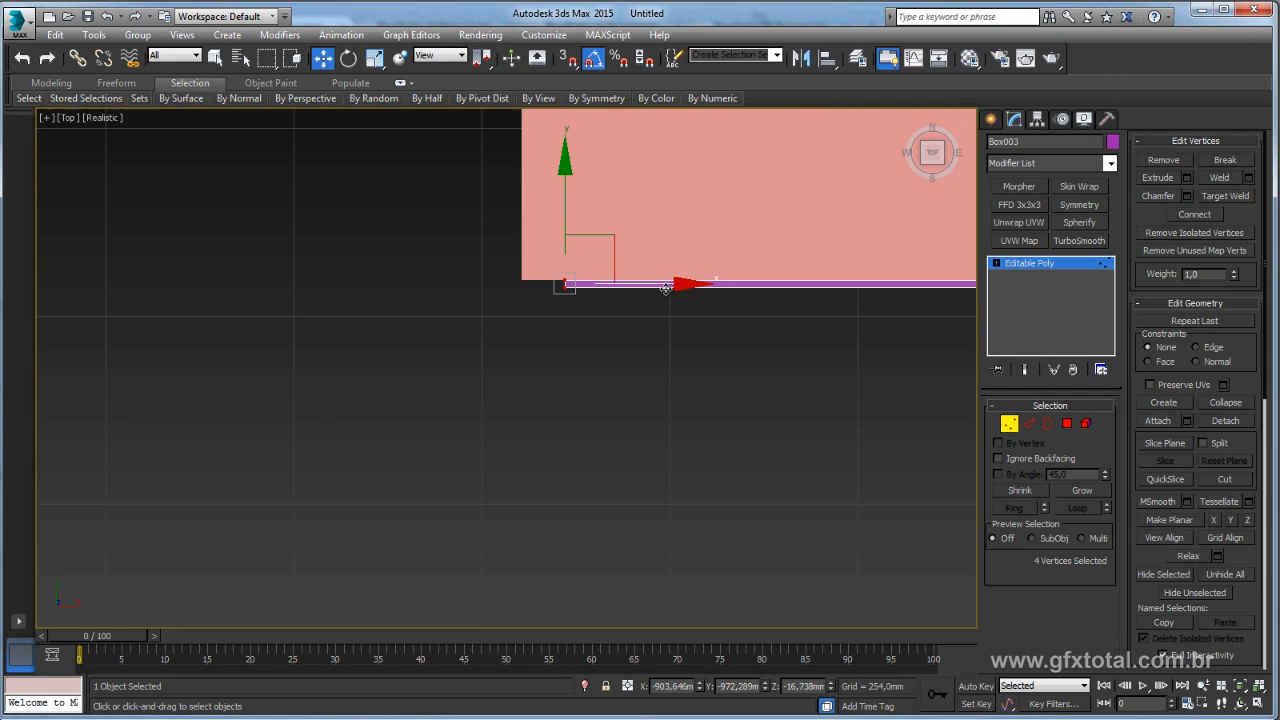 Workspace: Default
Autodesk 3ds Max 2015 Untitled
Type a keyword or phrase
MAX
Edit Tools Group Views Create Modifiers Animation Graph Editors Rendering Customize MAXScript Help
All View Create Selection Se
Modeling Freeform Selection Object Paint Populate
Select Stored Selections Sets By Surface By Normal By Perspective By Random By Half By Pivot Dist By View By Symmetry By Color By Numeric
[+] [Top] [Realistic]
N
W TOP E
S
Y
x
Box003
Modifier List
Morpher Skin Wrap
FFD 3x3x3 Symmetry
Unwrap UVW Spherify
UVW Map TurboSmooth
Editable Poly
Selection
By Vertex
Ignore Backfacing
By Angle: 45,0
Shrink Grow
Ring Loop
Preview Selection
Off SubObj Multi
4 Vertices Selected
Edit Vertices
Remove Break
Extrude Weld
Chamfer Target Weld
Connect
Remove Isolated Vertices
Remove Unused Map Verts
Weight: 1,0
Edit Geometry
Repeat Last
Constraints
None Edge
Face Normal
Preserve UVs
Create Collapse
Attach Detach
Slice Plane Split
Slice Reset Plane
QuickSlice Cut
MSmooth Tessellate
Make Planar X Y Z
View Align Grid Align
Relax
Hide Selected Unhide All
Hide Unselected
Named Selections:
Copy Paste
Delete Isolated Vertices
Full Interactivity
www.gfxtotal.com.br
0 / 100
0 5 10 15 20 25 30 35 40 45 50 55 60 65 70 75 80 85 90 95 100
1 Object Selected X: -903,646m Y: -972,289m Z: -16,738mm Grid = 254,0mm Auto Key Selected
Welcome to M Click or click-and-drag to select objects Add Time Tag Set Key Key Filters... 0